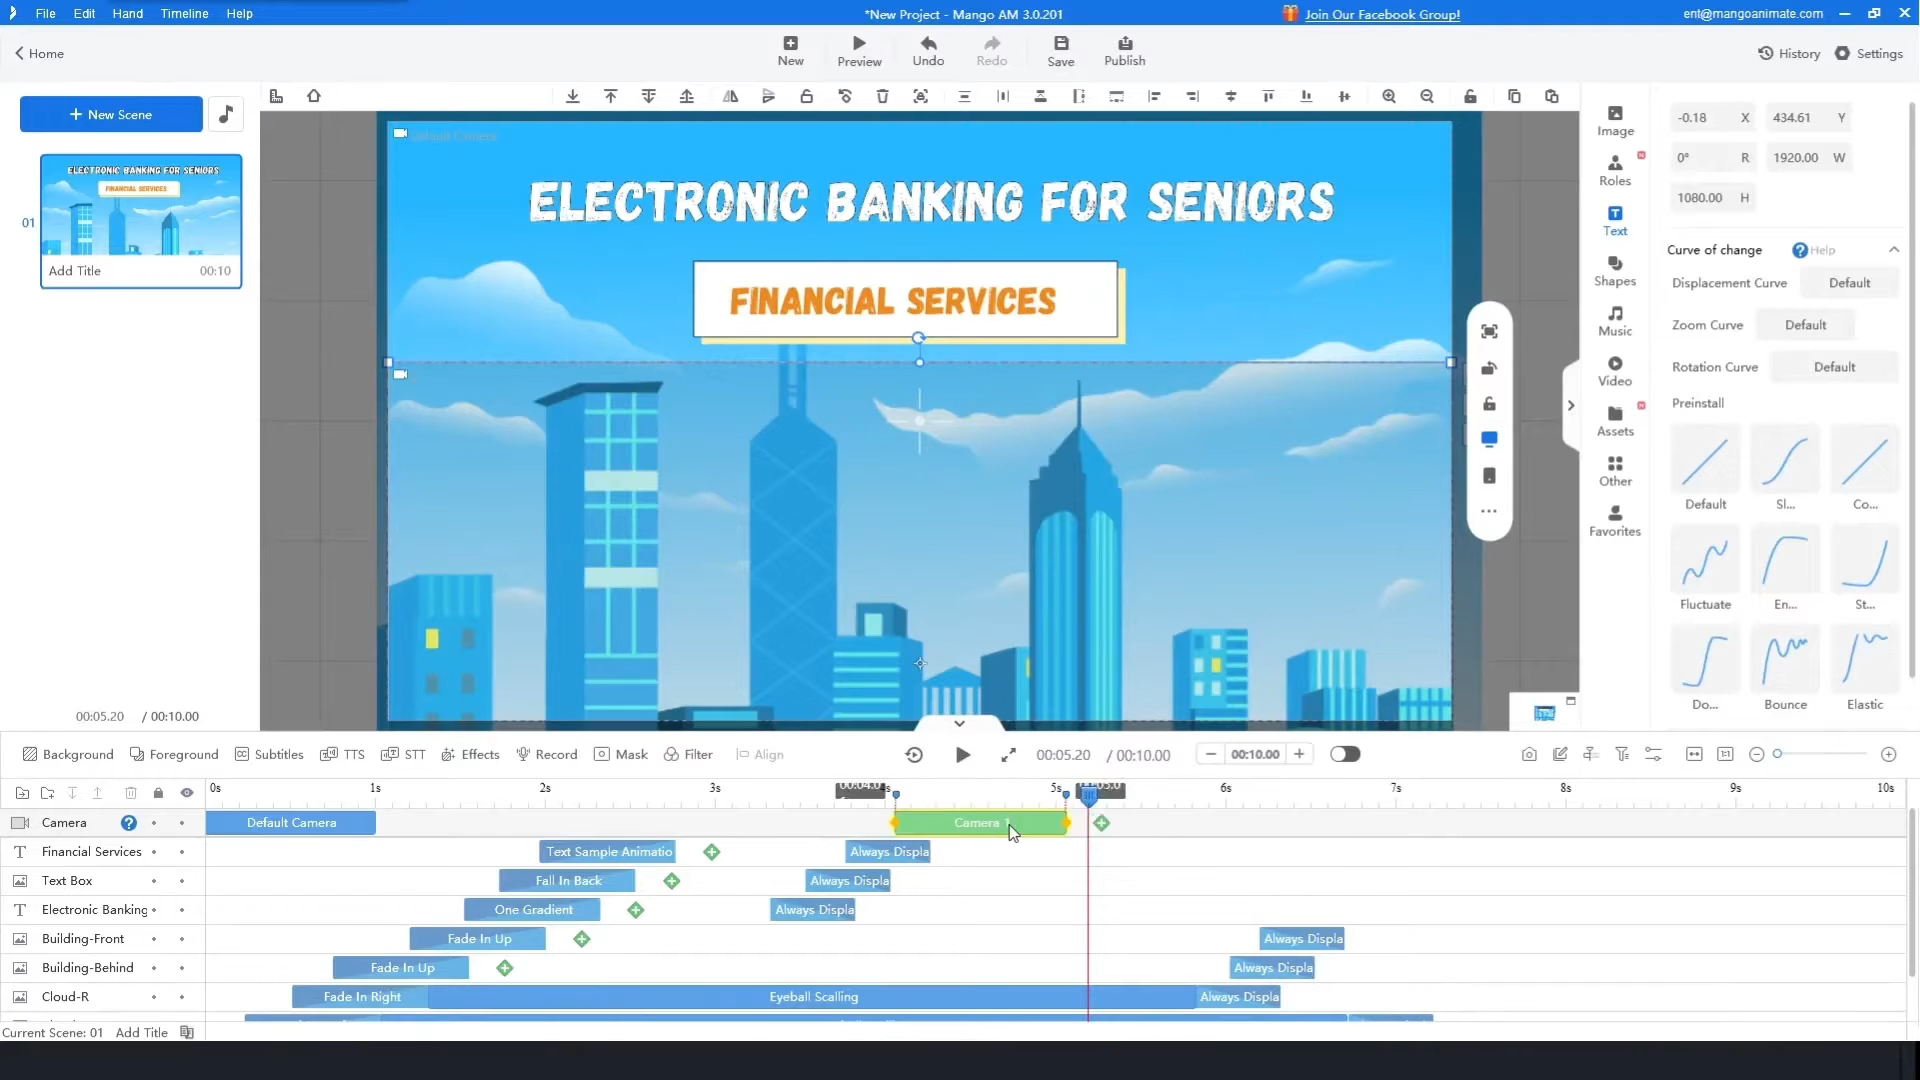 File Edit Hand Timeline Help
*New Project - Mango AM 3.0.201
Join Our Facebook Group!
ent@mangoanimate.com
Home
New Preview Undo Redo Save Publish
History Settings
+ New Scene
ELECTRONIC BANKING FOR SENIORS
FINANCIAL SERVICES
01
Add Title 00:10
00:05.20 / 00:10.00
Default Camera
ELECTRONIC BANKING FOR SENIORS
FINANCIAL SERVICES
Image
Roles
Text
Shapes
Music
Video
Assets
Other
Favorites
-0.18 X 434.61 Y
0° R 1920.00 W
1080.00 H
Curve of change Help
Displacement Curve Default
Zoom Curve Default
Rotation Curve Default
Preinstall
Default Sl... Co...
Fluctuate En... St...
Do... Bounce Elastic
Background Foreground Subtitles TTS STT Effects Record Mask Filter Align
00:05.20 / 00:10.00
00:10.00
0s 1s 2s 3s 5s 6s 7s 8s 9s 10s
Camera Default Camera Camera 1
Financial Services Text Sample Animatio Always Displa
Text Box Fall In Back Always Displa
Electronic Banking One Gradient Always Displa
Building-Front Fade In Up Always Displa
Building-Behind Fade In Up Always Displa
Cloud-R Fade In Right Eyeball Scalling Always Displa
Current Scene: 01 Add Title